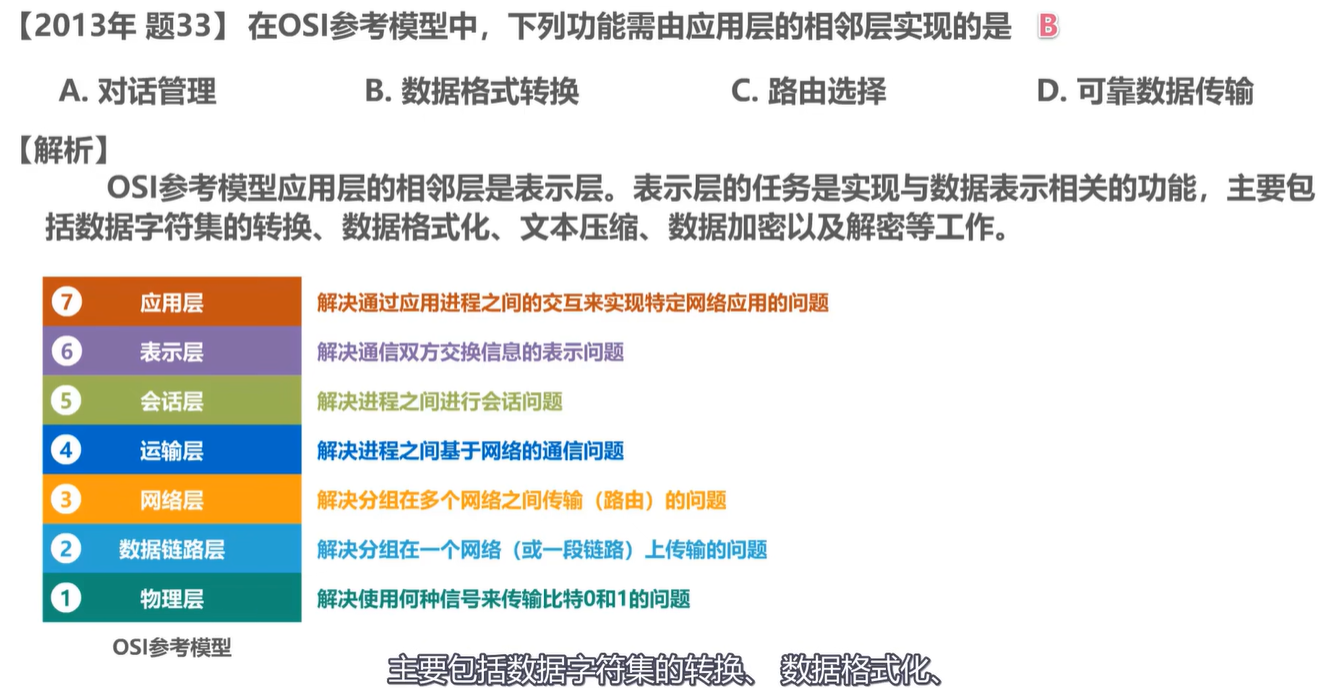 【2013年 题33】 在OSI参考模型中，下列功能需由应用层的相邻层实现的是 B
A. 对话管理 B. 数据格式转换 C. 路由选择 D. 可靠数据传输
【解析】
OSI参考模型应用层的相邻层是表示层。表示层的任务是实现与数据表示相关的功能，主要包
括数据字符集的转换、数据格式化、文本压缩、数据加密以及解密等工作。
7 应用层 解决通过应用进程之间的交互来实现特定网络应用的问题
6 表示层 解决通信双方交换信息的表示问题
5 会话层 解决进程之间进行会话问题
4 运输层 解决进程之间基于网络的通信问题
3 网络层 解决分组在多个网络之间传输（路由）的问题
2 数据链路层 解决分组在一个网络（或一段链路）上传输的问题
1 物理层 解决使用何种信号来传输比特0和1的问题
OSI参考模型
主要包括数据字符集的转换、 数据格式化、